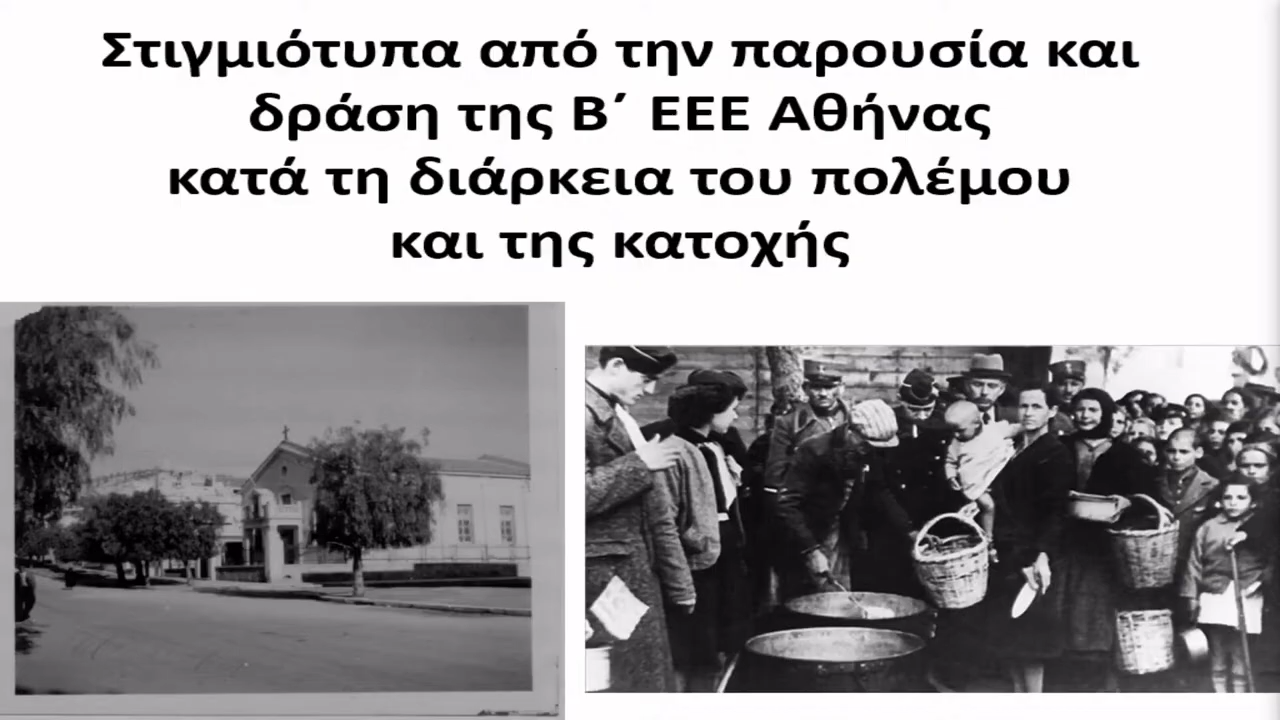 Στιγμιότυπα από την παρουσία και
δράση της Β΄ ΕΕΕ Αθήνας
κατά τη διάρκεια του πολέμου
και της κατοχής